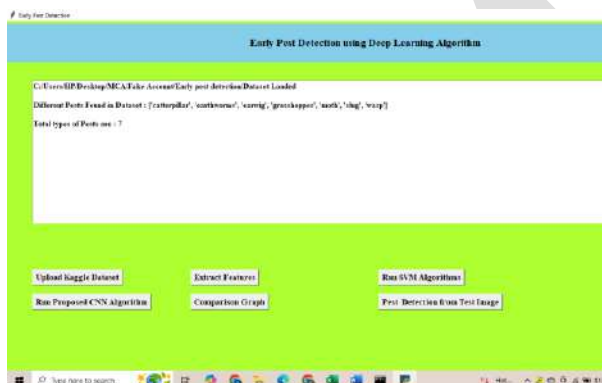 Early Pest Detection
Early Pest Detection using Deep Learning Algorithm
C:/Users/HP/Desktop/MCA/Fake Account/Early pest detection/Dataset Loaded
Different Pests Found in Dataset : ['catterpillar', 'earthworms', 'earwig', 'grasshopper', 'moth', 'slug', 'wasp']
Total types of Pests are : 7
Upload Kaggle Dataset
Extract Features
Run SVM Algorithms
Run Proposed CNN Algorithm
Comparison Graph
Pest Detection from Test Image
Type here to search